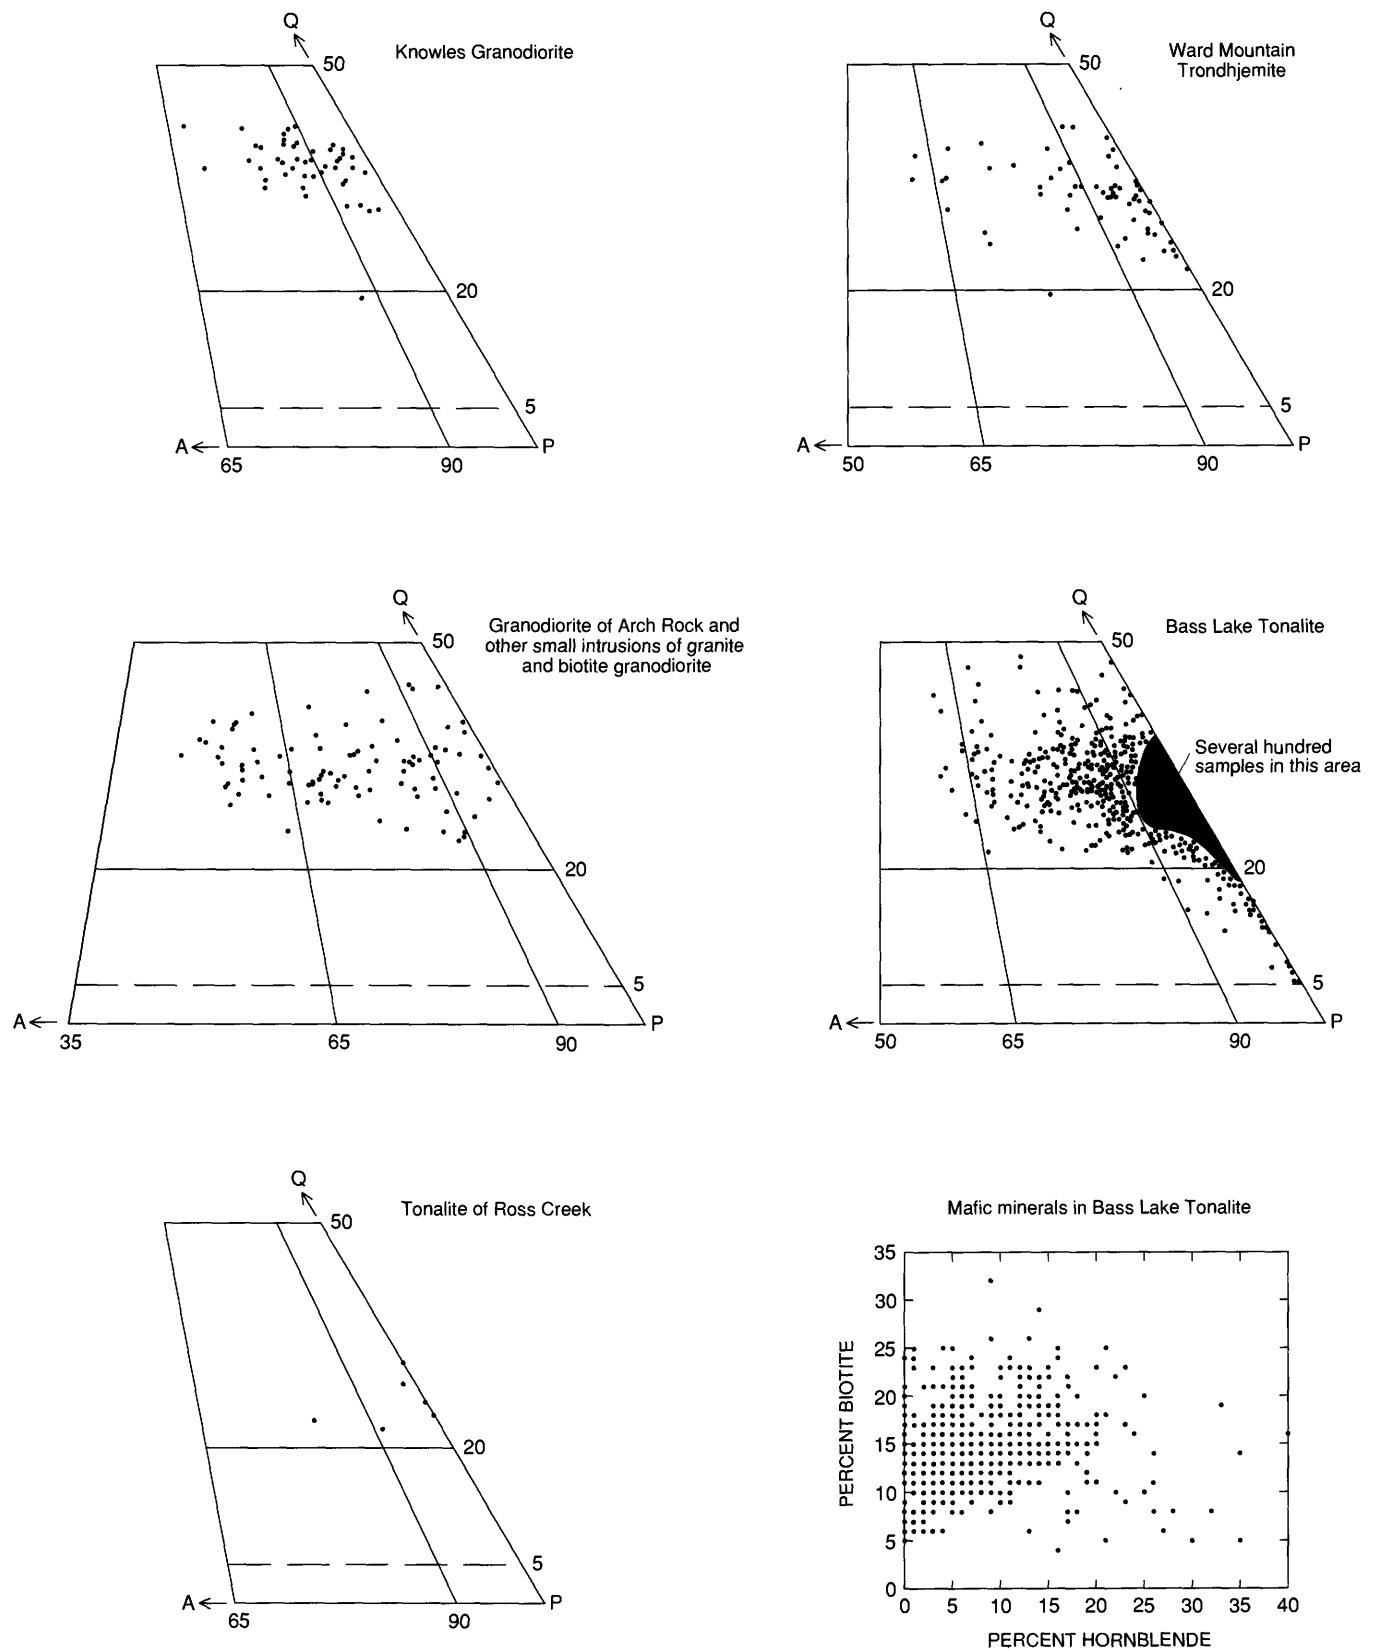 Q
Knowles Granodiorite
50
20
5
A
P
65
90
Q
Ward Mountain
Trondhjemite
50
20
5
A
P
50
65
90
Q
Granodiorite of Arch Rock and
other small intrusions of granite
and biotite granodiorite
50
20
5
A
P
35
65
90
Q
Bass Lake Tonalite
50
Several hundred
samples in this area
20
5
A
P
50
65
90
Q
Tonalite of Ross Creek
50
20
5
A
P
65
90
Mafic minerals in Bass Lake Tonalite
PERCENT BIOTITE
35
30
25
20
15
10
5
0
0 5 10 15 20 25 30 35 40
PERCENT HORNBLENDE